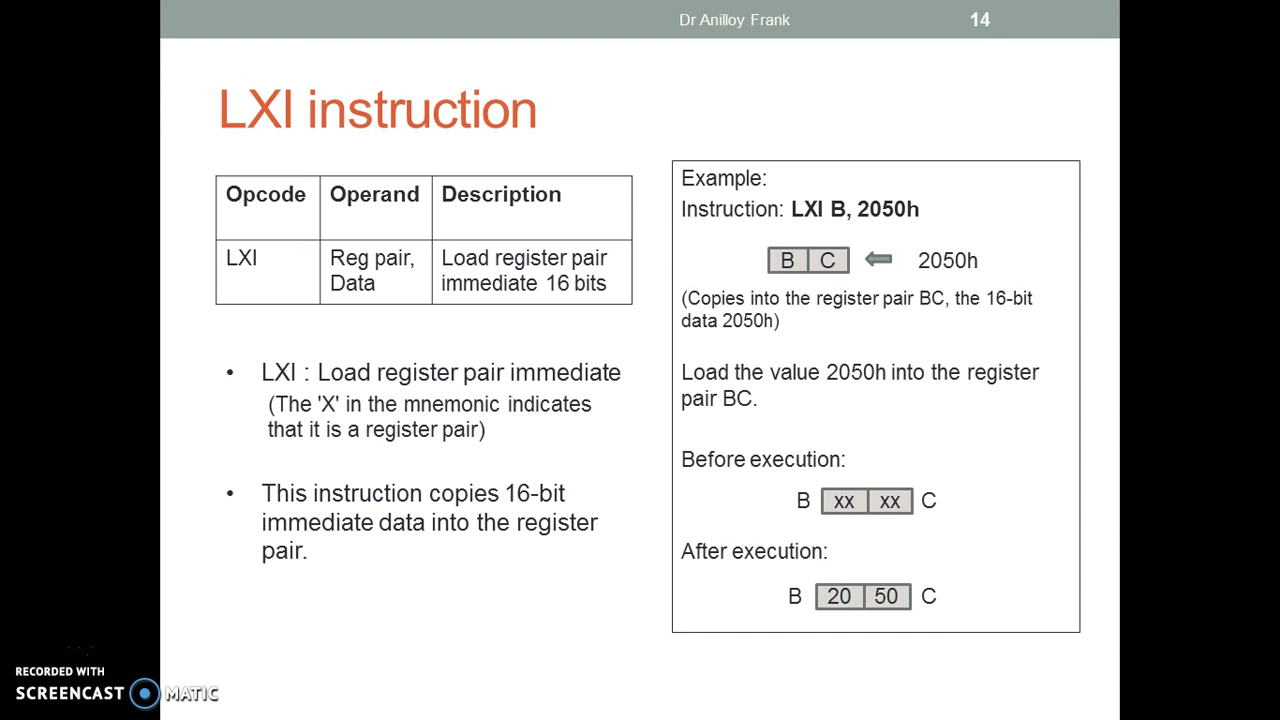 Dr Anilloy Frank
14
LXI instruction
Opcode Operand Description
LXI Reg pair, Load register pair
Data immediate 16 bits
• LXI : Load register pair immediate
(The 'X' in the mnemonic indicates
that it is a register pair)
• This instruction copies 16-bit
immediate data into the register
pair.
Example:
Instruction: LXI B, 2050h
B C 2050h
(Copies into the register pair BC, the 16-bit
data 2050h)
Load the value 2050h into the register
pair BC.
Before execution:
B xx xx C
After execution:
B 20 50 C
RECORDED WITH
SCREENCAST MATIC